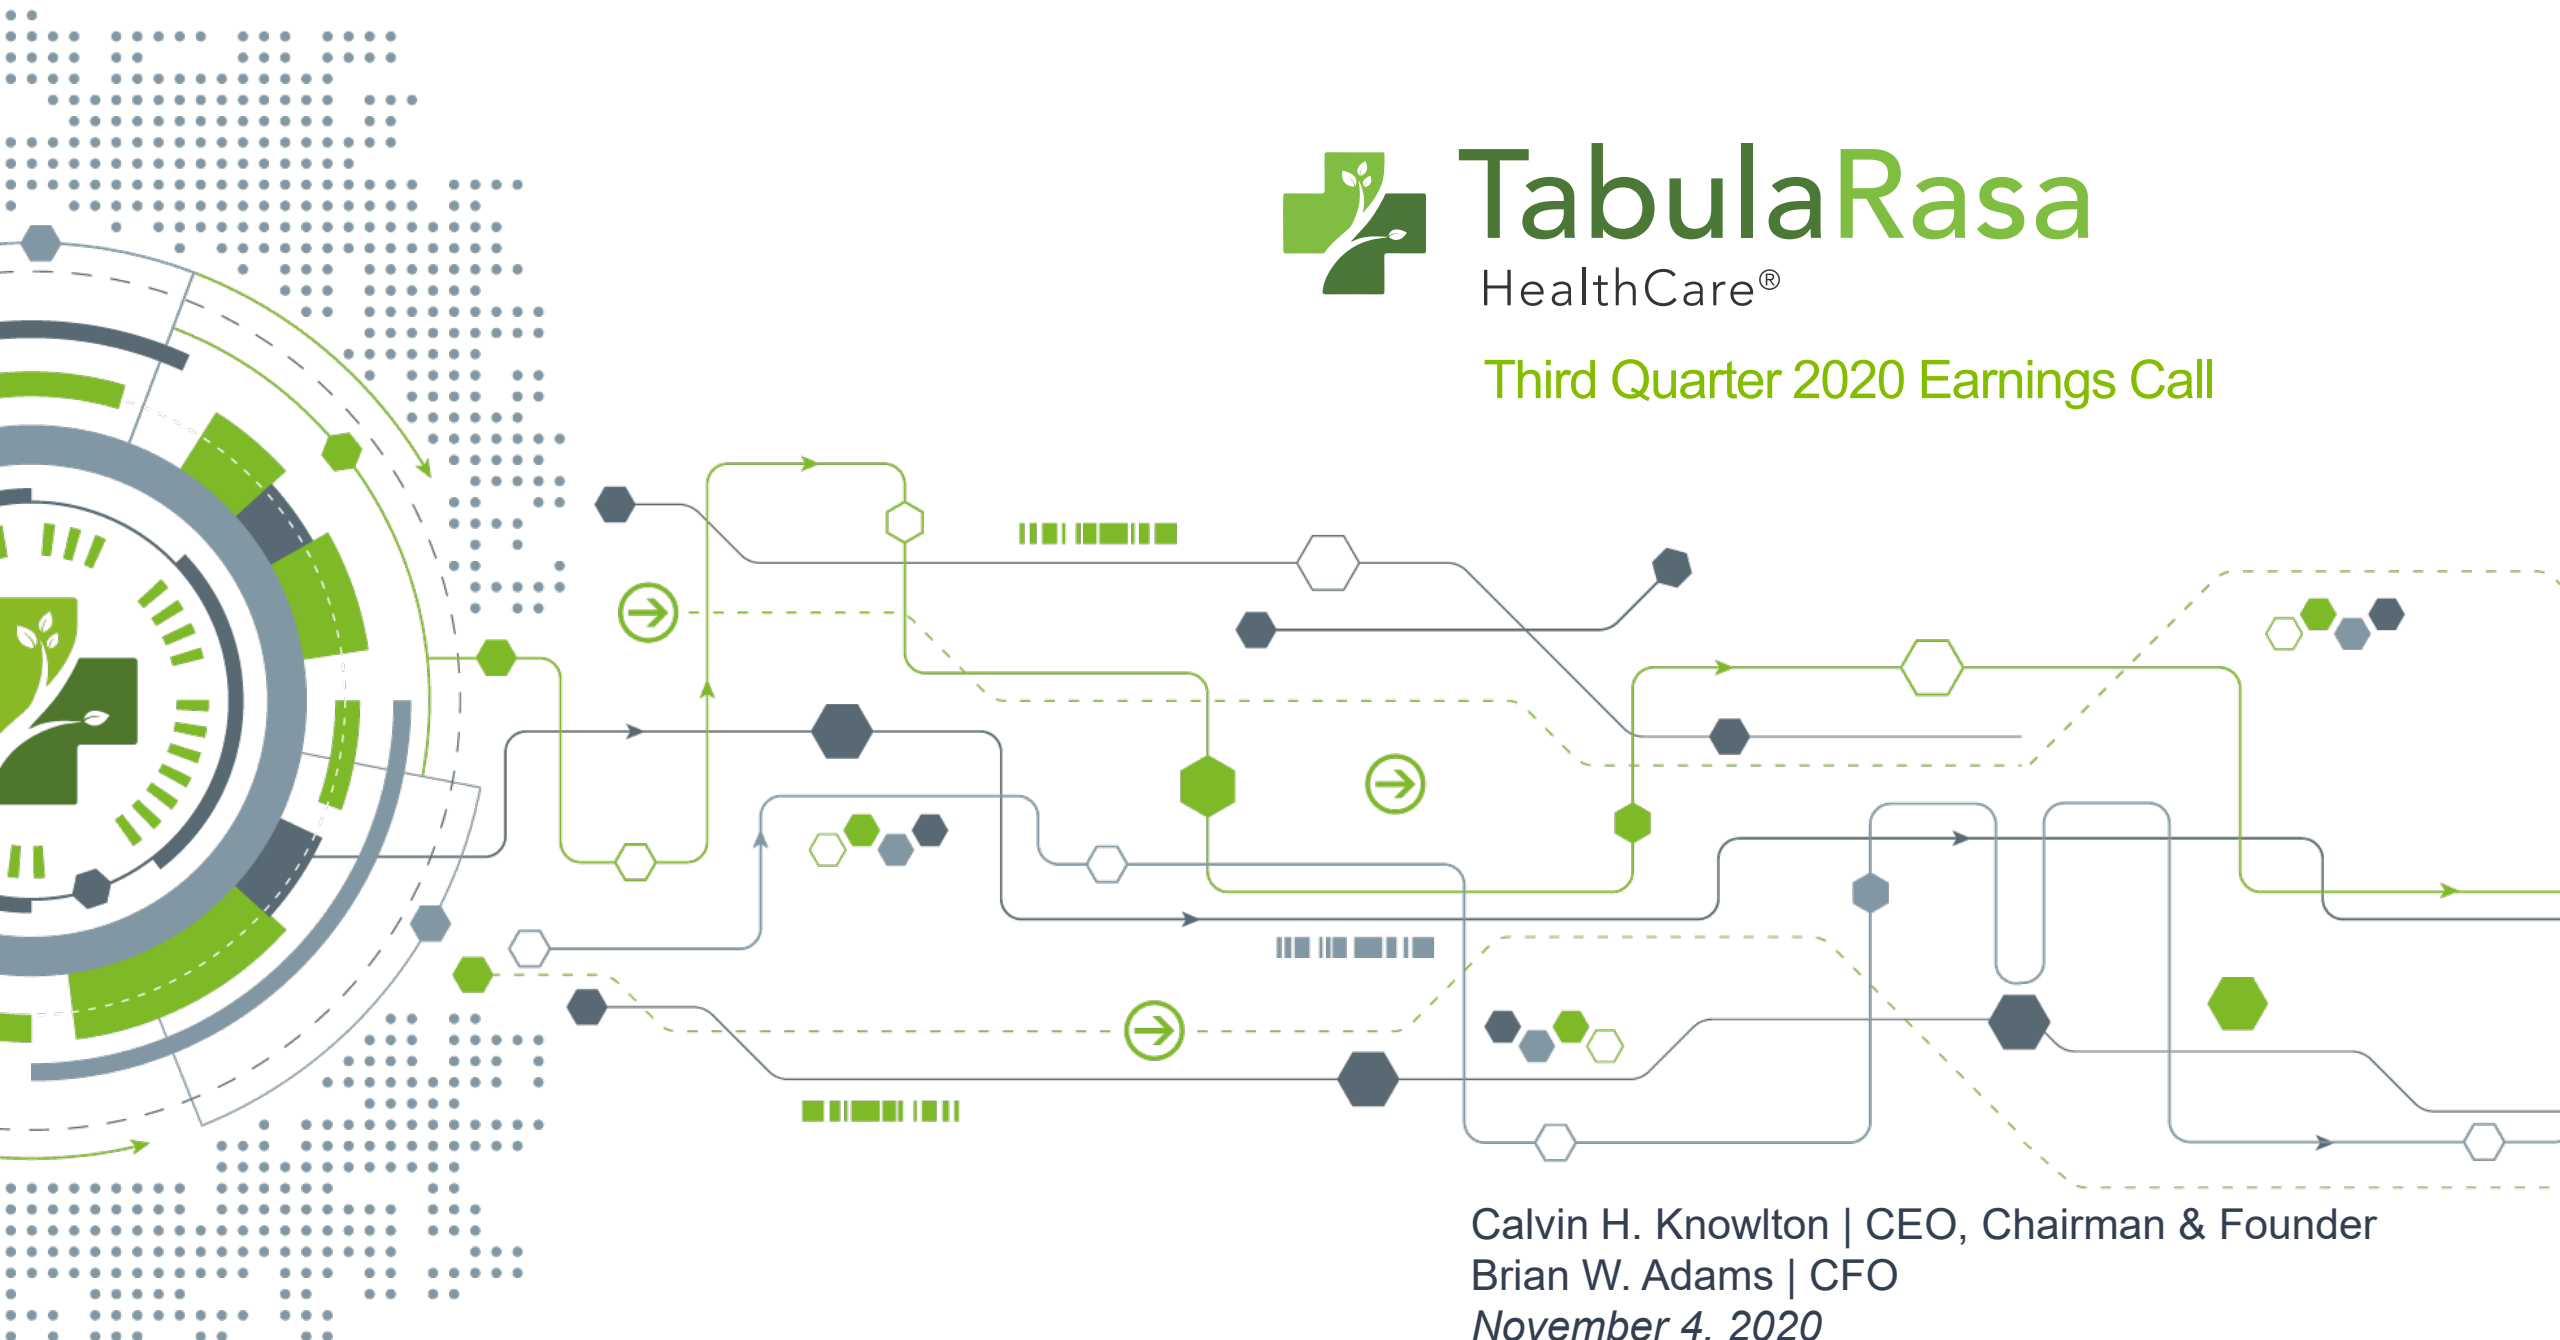 TabulaRasa
HealthCare®
Third Quarter 2020 Earnings Call
Calvin H. Knowlton | CEO, Chairman & Founder
Brian W. Adams | CFO
November 4, 2020